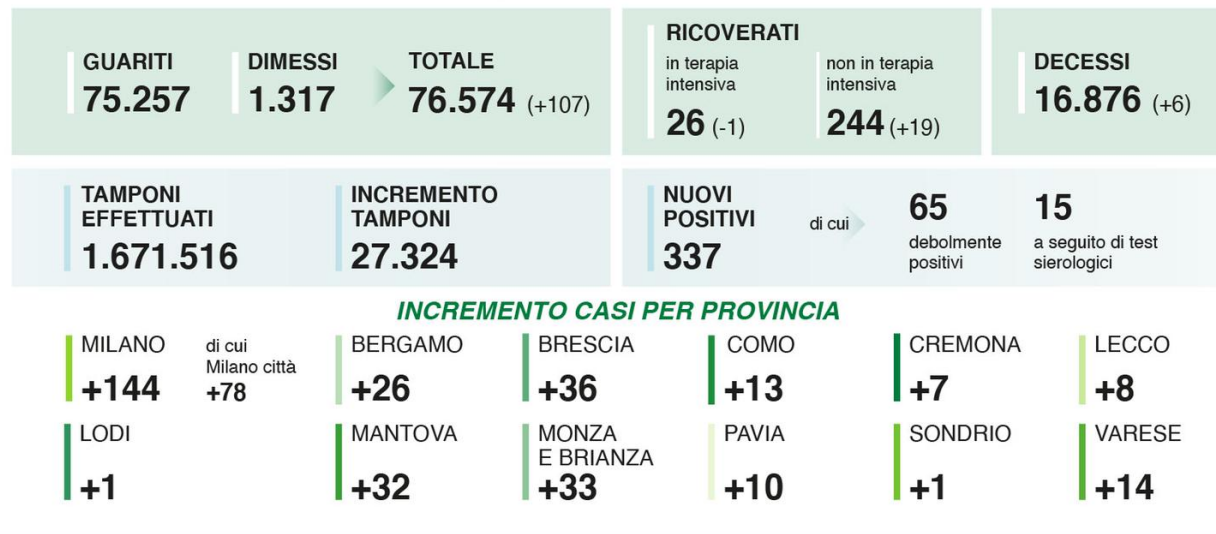 GUARITI
75.257
DIMESSI
1.317
TOTALE
76.574 (+107)
RICOVERATI
in terapia
intensiva
26 (-1)
non in terapia
intensiva
244 (+19)
DECESSI
16.876 (+6)
TAMPONI
EFFETTUATI
1.671.516
INCREMENTO
TAMPONI
27.324
NUOVI
POSITIVI
337
di cui
65
debolmente
positivi
15
a seguito di test
sierologici
INCREMENTO CASI PER PROVINCIA
MILANO
+144
di cui
Milano città
+78
BERGAMO
+26
BRESCIA
+36
COMO
+13
CREMONA
+7
LECCO
+8
LODI
+1
MANTOVA
+32
MONZA
E BRIANZA
+33
PAVIA
+10
SONDRIO
+1
VARESE
+14